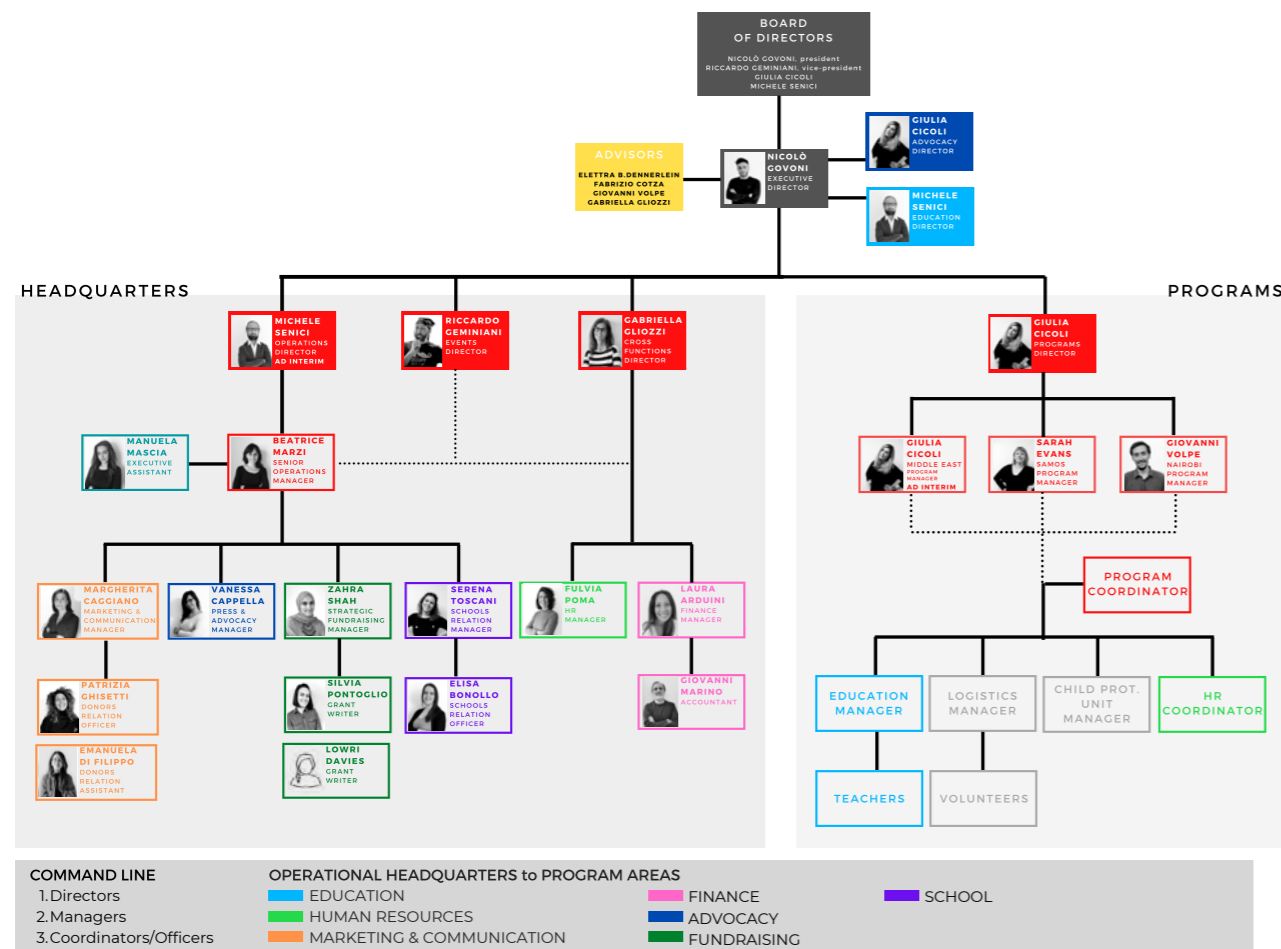 BOARD
OF DIRECTORS
NICOLÒ GOVONI, president
RICCARDO GEMINIANI, vice-president
GIULIA CICOLI
MICHELE SENICI
GIULIA
CICOLI
ADVOCACY
DIRECTOR
ADVISORS
ELETTRA B.DENNERLEIN
FABRIZIO COTZA
GIOVANNI VOLPE
GABRIELLA GLIOZZI
NICOLÒ
GOVONI
EXECUTIVE
DIRECTOR
MICHELE
SENICI
EDUCATION
DIRECTOR
HEADQUARTERS
PROGRAMS
MICHELE
SENICI
OPERATIONS
DIRECTOR
AD INTERIM
RICCARDO
GEMINIANI
EVENTS
DIRECTOR
GABRIELLA
GLIOZZI
CROSS
FUNCTIONS
DIRECTOR
GIULIA
CICOLI
PROGRAMS
DIRECTOR
MANUELA
MASCIA
EXECUTIVE
ASSISTANT
BEATRICE
MARZI
SENIOR
OPERATIONS
MANAGER
GIULIA
CICOLI
MIDDLE EAST
PROGRAM
MANAGER
AD INTERIM
SARAH
EVANS
SAMOS
PROGRAM
MANAGER
GIOVANNI
VOLPE
NAIROBI
PROGRAM
MANAGER
PROGRAM
COORDINATOR
MARGHERITA
CAGGIANO
MARKETING &
COMMUNICATION
MANAGER
VANESSA
CAPPELLA
PRESS &
ADVOCACY
MANAGER
ZAHRA
SHAH
STRATEGIC
FUNDRAISING
MANAGER
SERENA
TOSCANI
SCHOOLS
RELATION
MANAGER
FULVIA
POMA
HR
MANAGER
LAURA
ARDUINI
FINANCE
MANAGER
PATRIZIA
GHISETTI
DONORS
RELATION
OFFICER
SILVIA
PONTOGLIO
GRANT
WRITER
ELISA
BONOLLO
SCHOOLS
RELATION
OFFICER
GIOVANNI
MARINO
ACCOUNTANT
EDUCATION
MANAGER
LOGISTICS
MANAGER
CHILD PROT.
UNIT
MANAGER
HR
COORDINATOR
EMANUELA
DI FILIPPO
DONORS
RELATION
ASSISTANT
LOWRI
DAVIES
GRANT
WRITER
TEACHERS
VOLUNTEERS
COMMAND LINE
1.Directors
2.Managers
3.Coordinators/Officers
OPERATIONAL HEADQUARTERS to PROGRAM AREAS
EDUCATION
HUMAN RESOURCES
MARKETING & COMMUNICATION
FINANCE
ADVOCACY
FUNDRAISING
SCHOOL